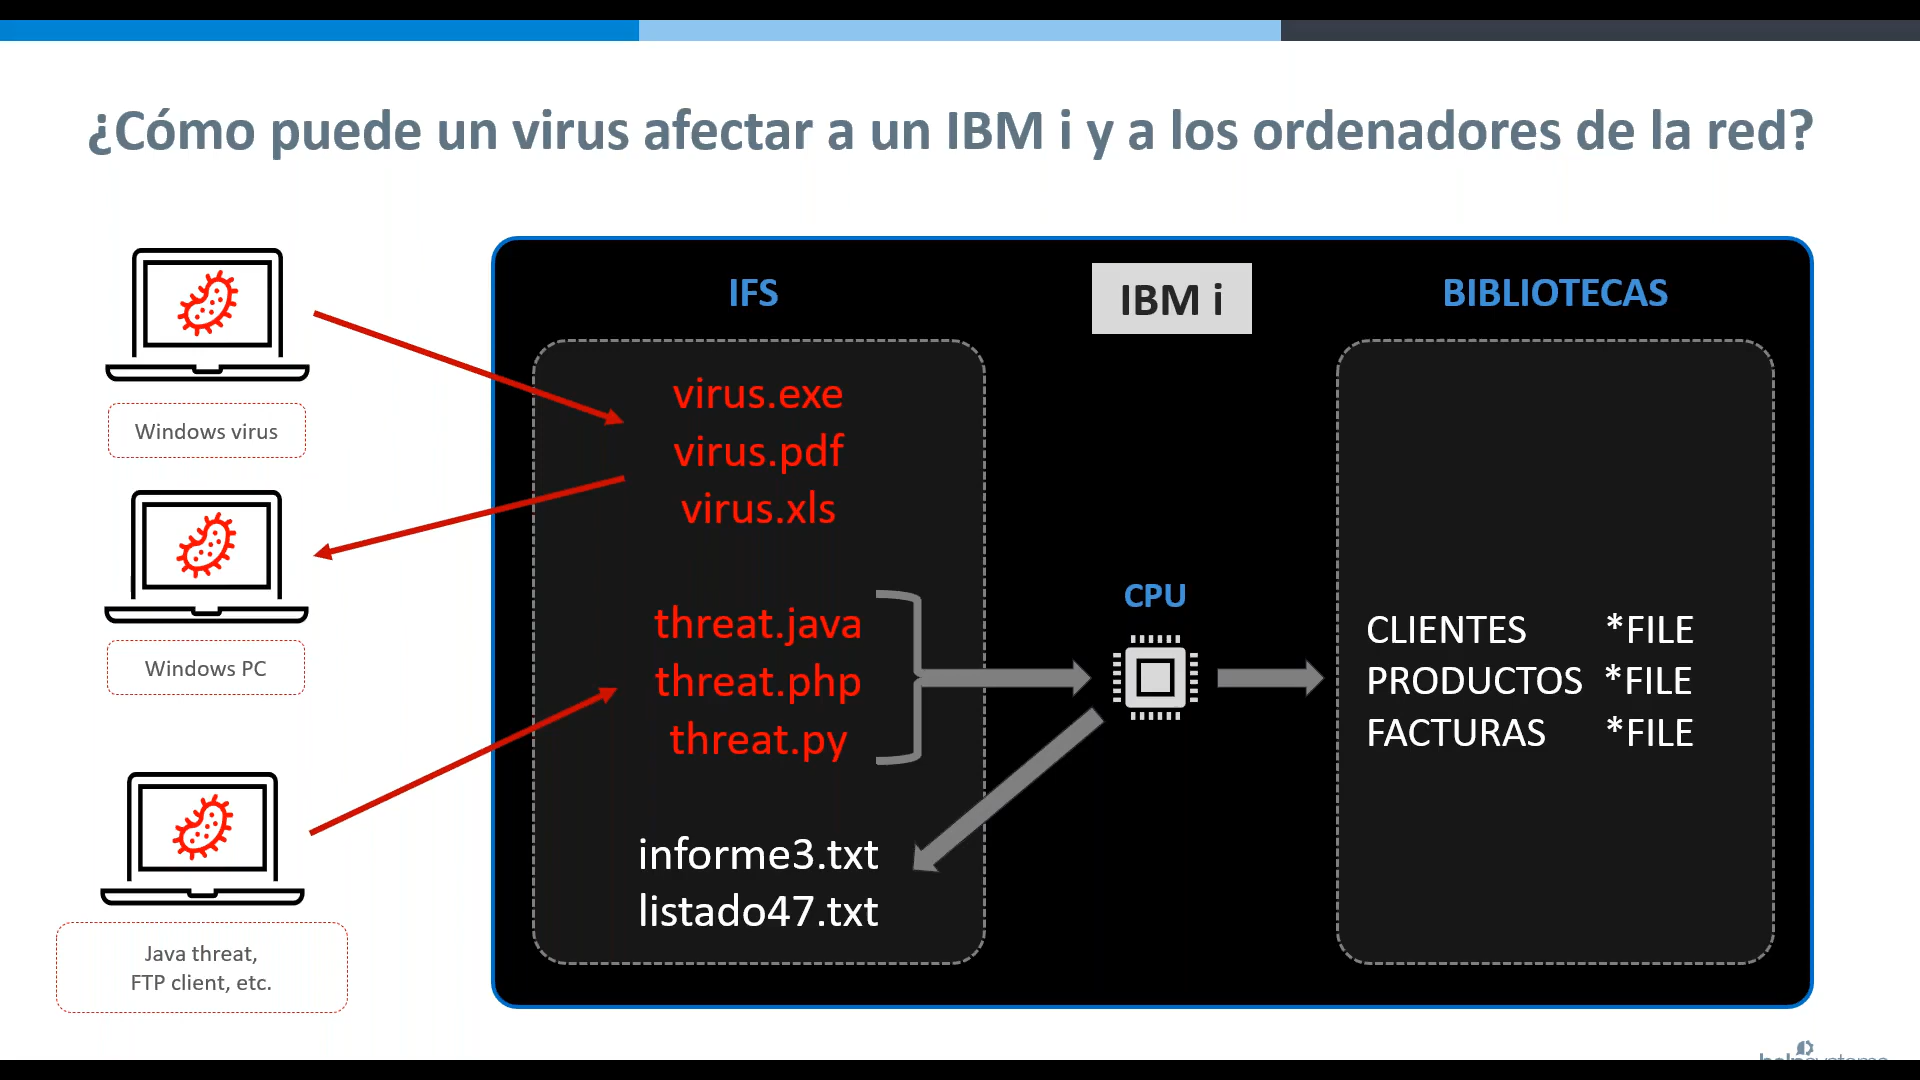 ¿Cómo puede un virus afectar a un IBM i y a los ordenadores de la red?
Windows virus
Windows PC
Java threat,
FTP client, etc.
IFS
virus.exe
virus.pdf
virus.xls
threat.java
threat.php
threat.py
informe3.txt
listado47.txt
IBM i
CPU
BIBLIOTECAS
CLIENTES *FILE
PRODUCTOS *FILE
FACTURAS *FILE